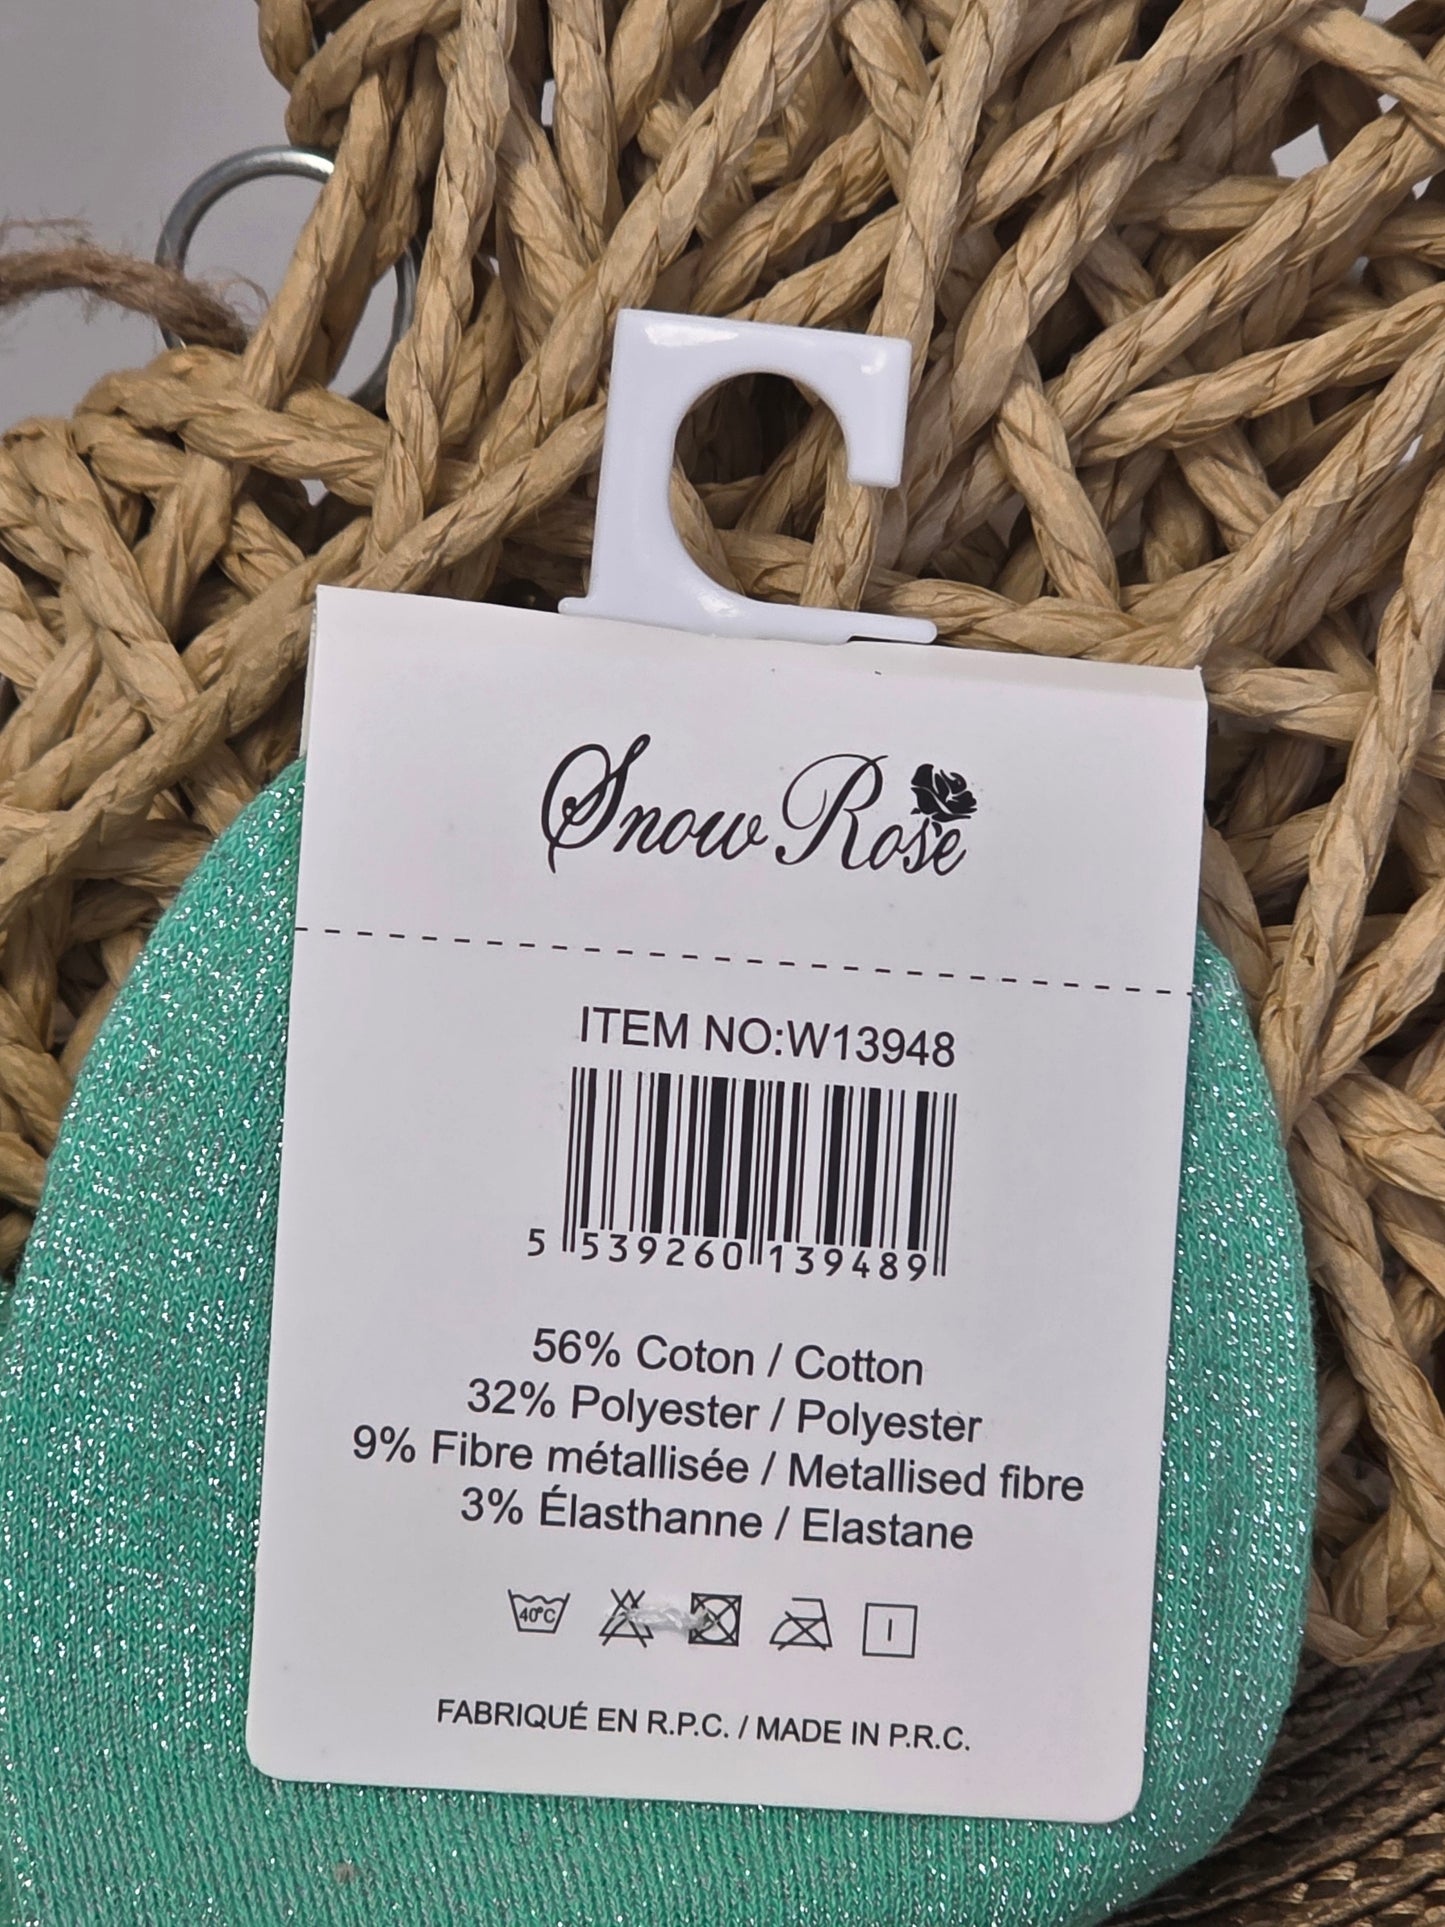 Snow Rose
ITEM NO:W13948
5 539260 139489
56% Coton / Cotton
32% Polyester / Polyester
9% Fibre métallisée / Metallised fibre
3% Élasthanne / Elastane
40°C
FABRIQUÉ EN R.P.C. / MADE IN P.R.C.